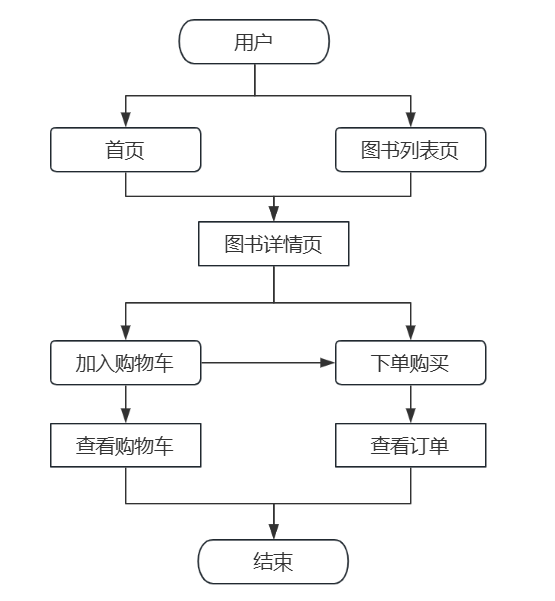 用户
首页
图书列表页
图书详情页
加入购物车
下单购买
查看购物车
查看订单
结束